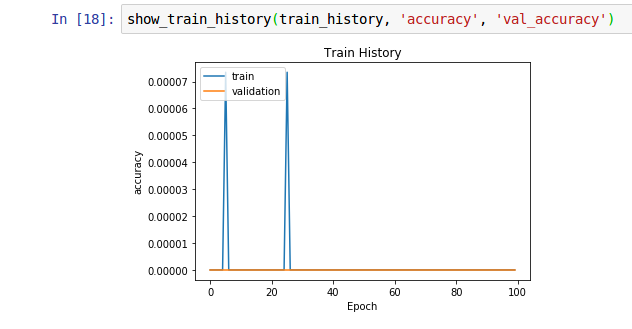 In [18]: show_train_history(train_history, 'accuracy', 'val_accuracy')
Train History
train
validation
0.00007
0.00006
0.00005
0.00004
0.00003
0.00002
0.00001
0.00000
accuracy
0 20 40 60 80 100
Epoch